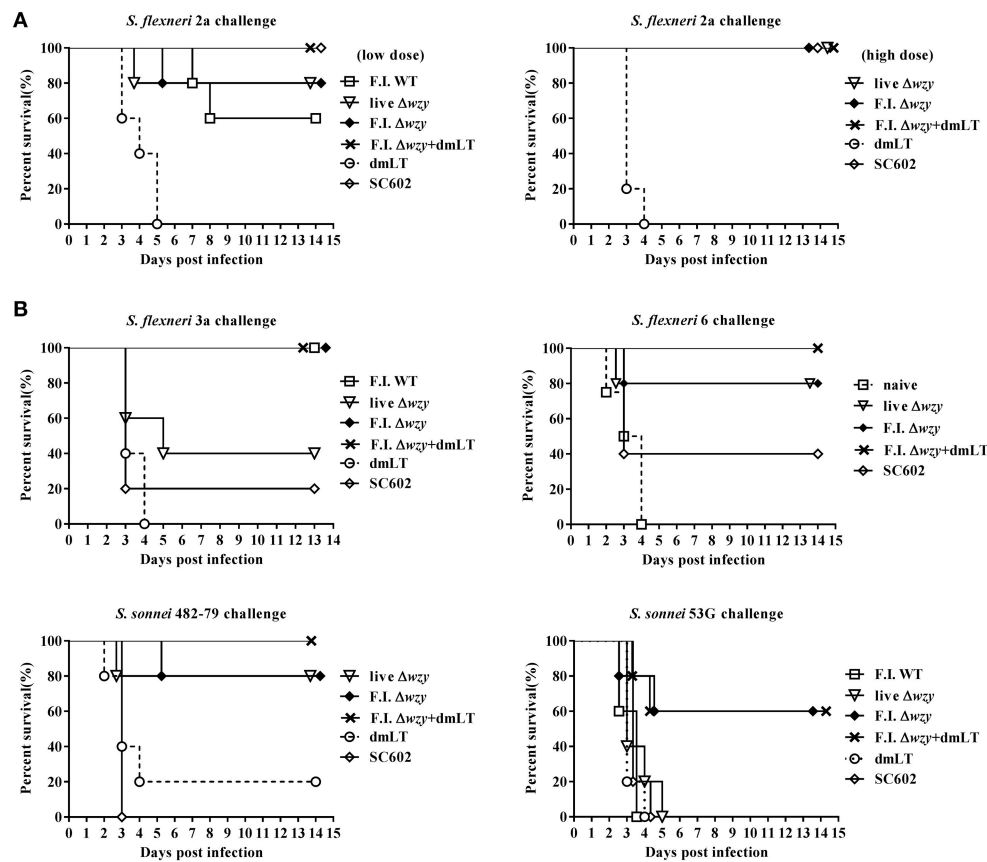 A
S. flexneri 2a challenge
Percent survival(%)
100
80
60
40
20
0
0 1 2 3 4 5 6 7 8 9 10 11 12 13 14 15
Days post infection
(low dose)
F.I. WT
live Δwzy
F.I. Δwzy
F.I. Δwzy+dmLT
dmLT
SC602
S. flexneri 2a challenge
Percent survival(%)
100
80
60
40
20
0
0 1 2 3 4 5 6 7 8 9 10 11 12 13 14 15
Days post infection
(high dose)
live Δwzy
F.I. Δwzy
F.I. Δwzy+dmLT
dmLT
SC602
B
S. flexneri 3a challenge
Percent survival(%)
100
80
60
40
20
0
0 1 2 3 4 5 6 7 8 9 10 11 12 13 14
Days post infection
F.I. WT
live Δwzy
F.I. Δwzy
F.I. Δwzy+dmLT
dmLT
SC602
S. flexneri 6 challenge
Percent survival(%)
100
80
60
40
20
0
0 1 2 3 4 5 6 7 8 9 10 11 12 13 14 15
Days post infection
naive
live Δwzy
F.I. Δwzy
F.I. Δwzy+dmLT
SC602
S. sonnei 482-79 challenge
Percent survival(%)
100
80
60
40
20
0
0 1 2 3 4 5 6 7 8 9 10 11 12 13 14 15
Days post infection
live Δwzy
F.I. Δwzy
F.I. Δwzy+dmLT
dmLT
SC602
S. sonnei 53G challenge
Percent survival(%)
100
80
60
40
20
0
0 1 2 3 4 5 6 7 8 9 10 11 12 13 14 15
Days post infection
F.I. WT
live Δwzy
F.I. Δwzy
F.I. Δwzy+dmLT
dmLT
SC602